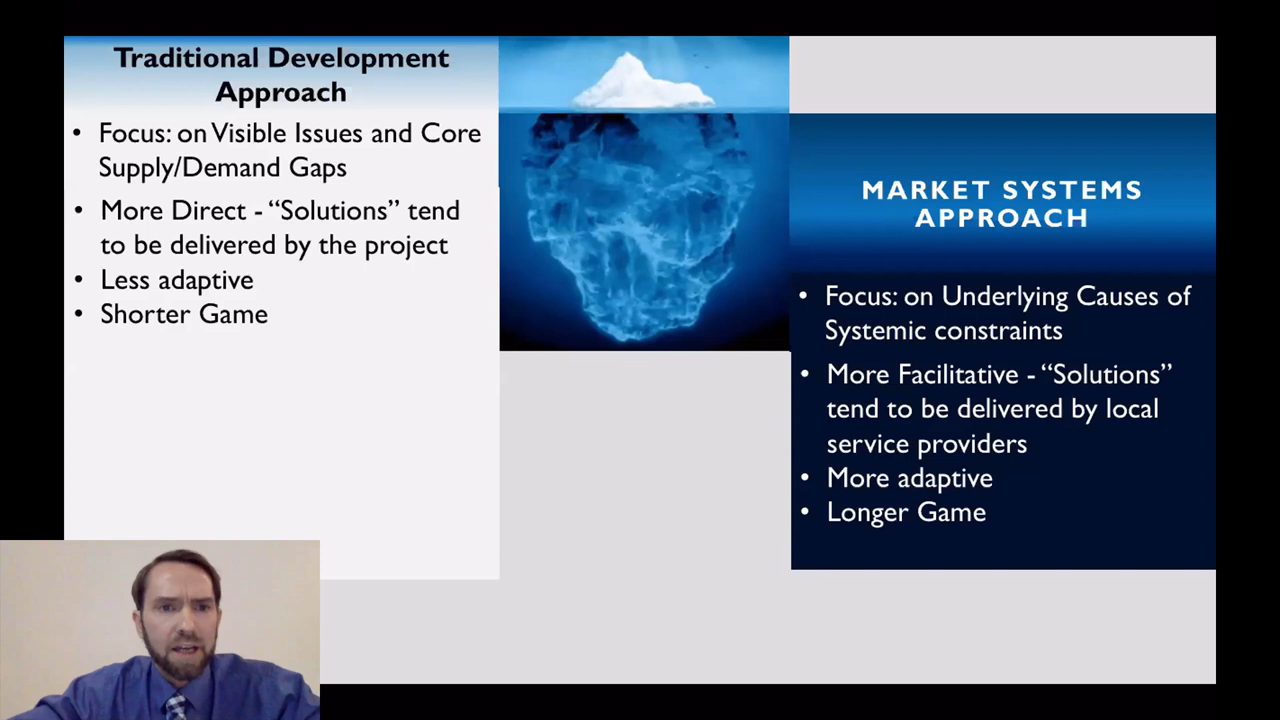 Traditional Development
Approach
• Focus: on Visible Issues and Core
Supply/Demand Gaps
• More Direct - “Solutions” tend
to be delivered by the project
• Less adaptive
• Shorter Game
MARKET SYSTEMS
APPROACH
• Focus: on Underlying Causes of
Systemic constraints
• More Facilitative - “Solutions”
tend to be delivered by local
service providers
• More adaptive
• Longer Game